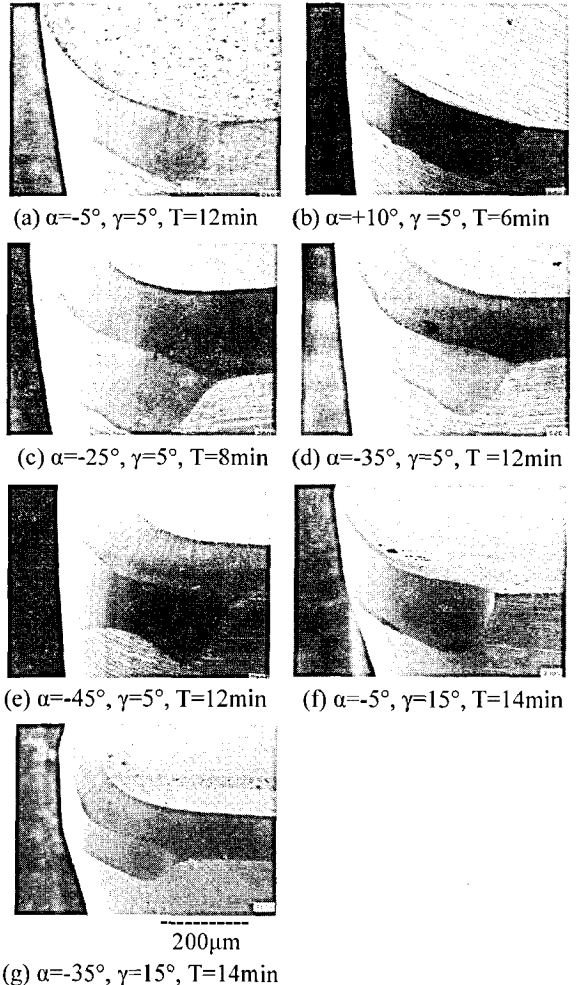 (a) α=-5°, γ=5°, T=12min
(b) α=+10°, γ =5°, T=6min
(c) α=-25°, γ=5°, T=8min
(d) α=-35°, γ=5°, T =12min
(e) α=-45°, γ=5°, T=12min
(f) α=-5°, γ=15°, T=14min
200μm
(g) α=-35°, γ=15°, T=14min